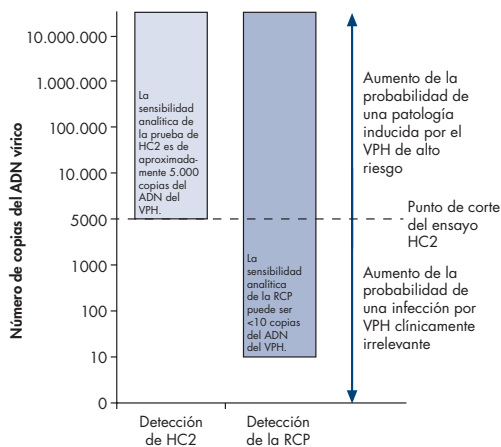 Número de copias del ADN vírico
10.000.000
1.000.000
100.000
10.000
5000
1000
100
10
0
La
sensibilidad
analítica de
la prueba de
HC2 es de
aproximada-
mente 5.000
copias del
ADN del
VPH.
La
sensibilidad
analítica
de la RCP
puede ser
<10 copias
del ADN
del VPH.
Detección
de HC2
Detección
de la RCP
Aumento de la
probabilidad de
una patología
inducida por el
VPH de alto
riesgo
Punto de corte
del ensayo
HC2
Aumento de la
probabilidad de
una infección por
VPH clínicamente
irrelevante